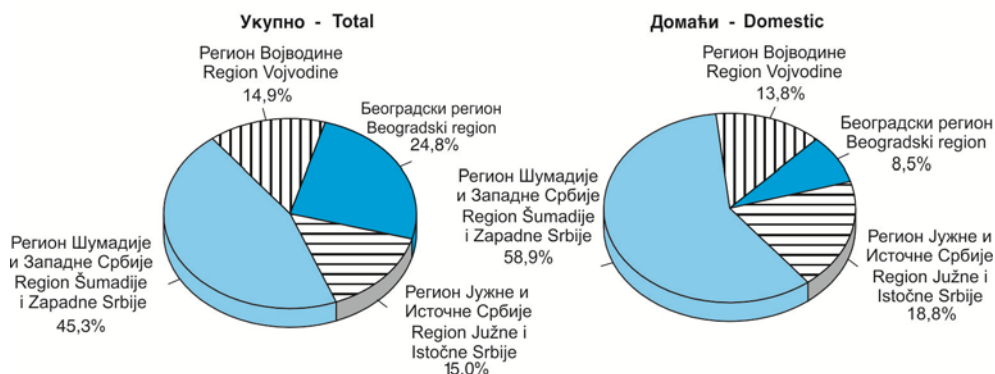 Укупно - Total
Регион Војводине
Region Vojvodine
14,9%
Београдски регион
Beogradski region
24,8%
Регион Шумадије
и Западне Србије
Region Šumadije
i Zapadne Srbije
45,3%
Регион Јужне и
Источне Србије
Region Južne i
Istočne Srbije
15,0%
Домаћи - Domestic
Регион Војводине
Region Vojvodine
13,8%
Београдски регион
Beogradski region
8,5%
Регион Шумадије
и Западне Србије
Region Šumadije
i Zapadne Srbije
58,9%
Регион Јужне и
Источне Србије
Region Južne i
Istočne Srbije
18,8%